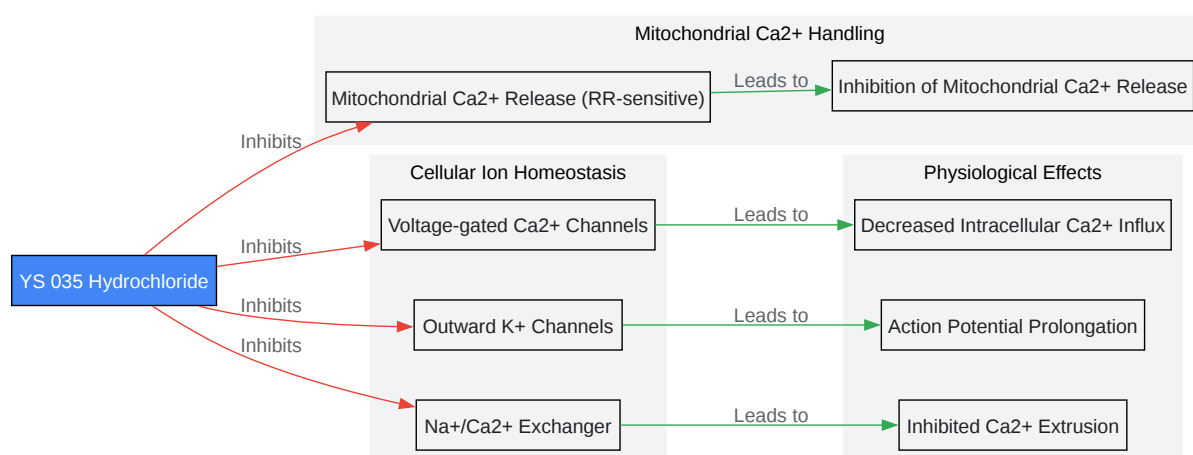 Mitochondrial Ca2+ Handling
Mitochondrial Ca2+ Release (RR-sensitive)
Leads to
Inhibition of Mitochondrial Ca2+ Release
Inhibits
Cellular Ion Homeostasis
Physiological Effects
Voltage-gated Ca2+ Channels
Leads to
Decreased Intracellular Ca2+ Influx
Inhibits
YS 035 Hydrochloride
Inhibits
Outward K+ Channels
Leads to
Action Potential Prolongation
Inhibits
Na+/Ca2+ Exchanger
Leads to
Inhibited Ca2+ Extrusion